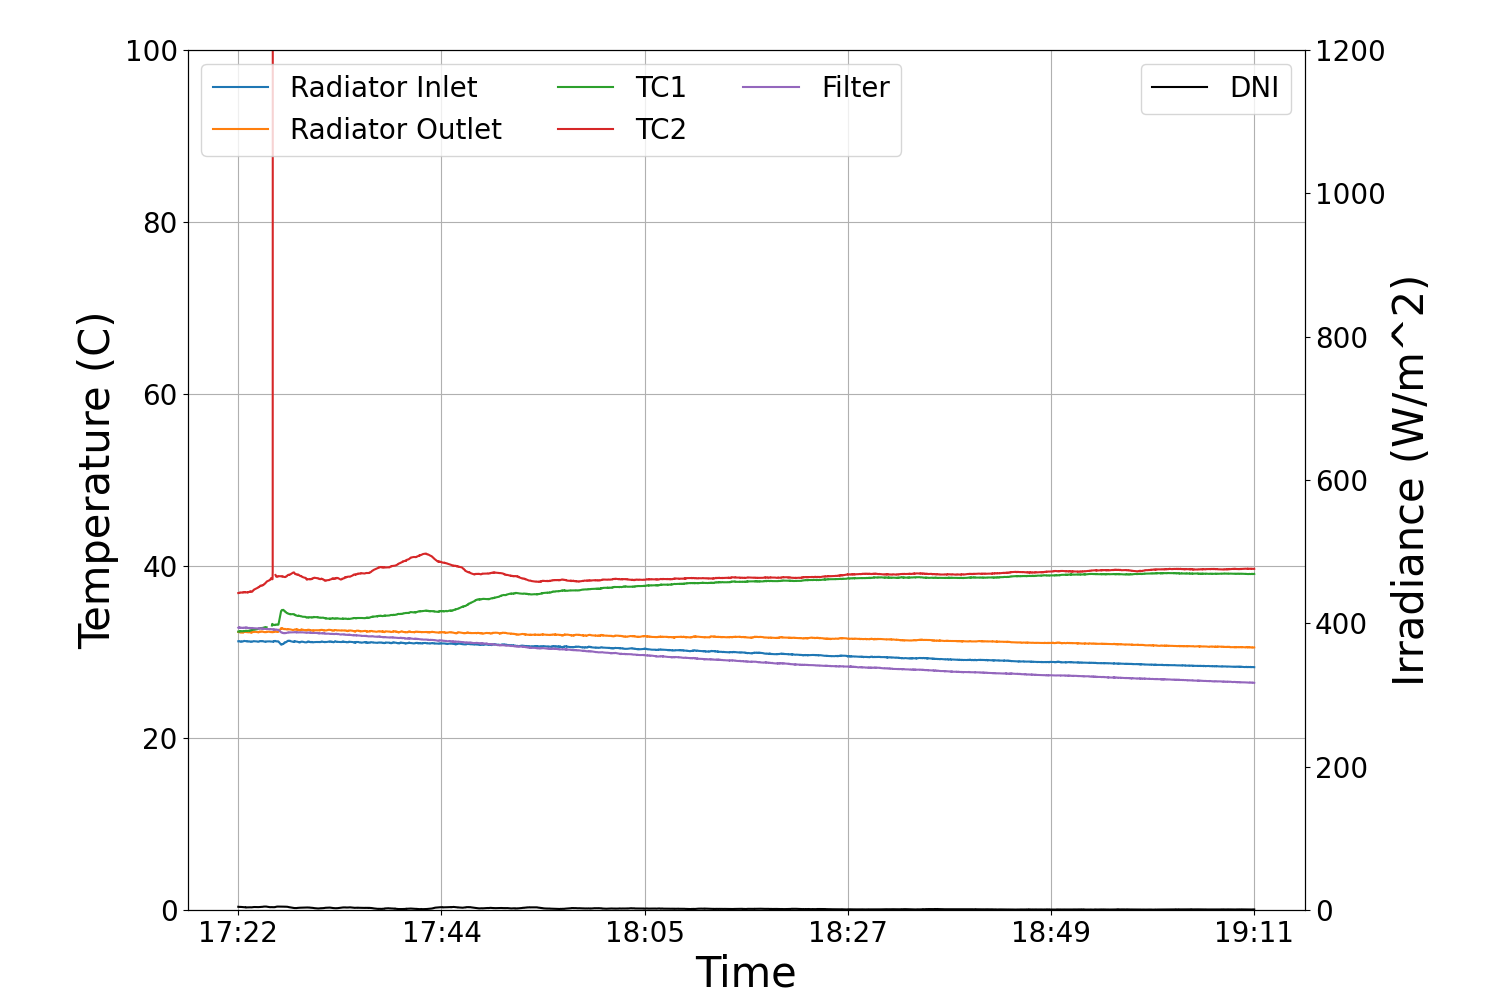 100
80
60
40
20
0
Temperature (C)
Radiator Inlet
Radiator Outlet
TC1
TC2
Filter
DNI
1200
1000
800
600
400
200
0
Irradiance (W/m^2)
17:22
17:44
18:05
18:27
18:49
19:11
Time